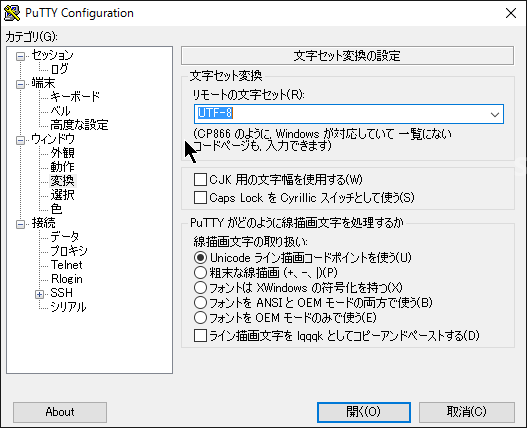 PuTTY Configuration
カテゴリ(G):
セッション
ログ
端末
キーボード
ベル
高度な設定
ウィンドウ
外観
動作
変換
選択
色
接続
データ
プロキシ
Telnet
Rlogin
SSH
シリアル
文字セット変換の設定
文字セット変換
リモートの文字セット(R):
UTF-8
(CP866 のように, Windows が対応していて 一覧にない
コードページも, 入力できます)
CJK 用の文字幅を使用する(W)
Caps Lock を Cyrillic スイッチとして使う(S)
PuTTY がどのように線描画文字を処理するか
線描画文字の取り扱い:
Unicode ライン描画コードポイントを使う(U)
粗末な線描画 (+, -, |)(P)
フォントは XWindows の符号化を持つ(X)
フォントを ANSI と OEM モードの両方で使う(B)
フォントを OEM モードのみで使う(E)
ライン描画文字を lqqqk としてコピーアンドペーストする(D)
About
開く(O)
取消(C)